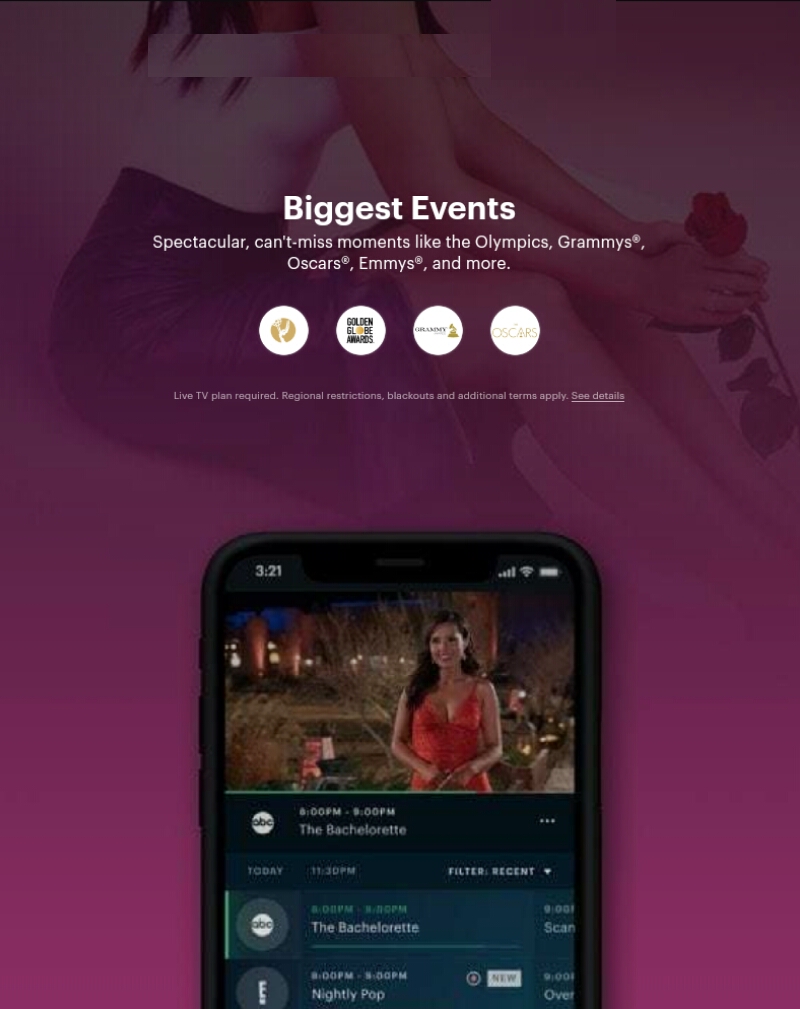 Biggest Events
Spectacular, can't-miss moments like the Olympics, Grammys®,
Oscars®, Emmys®, and more.
GOLDEN
GLOBE
AWARDS
GRAMMY
OSCARS
Live TV plan required. Regional restrictions, blackouts and additional terms apply. See details
3:21
abc
8:00PM - 9:00PM
The Bachelorette
TODAY 11:30PM FILTER: RECENT
abc
8:00PM - 9:00PM
The Bachelorette
9:00P
Scan
E
8:00PM - 9:00PM
Nightly Pop
NEW
9:00P
Over